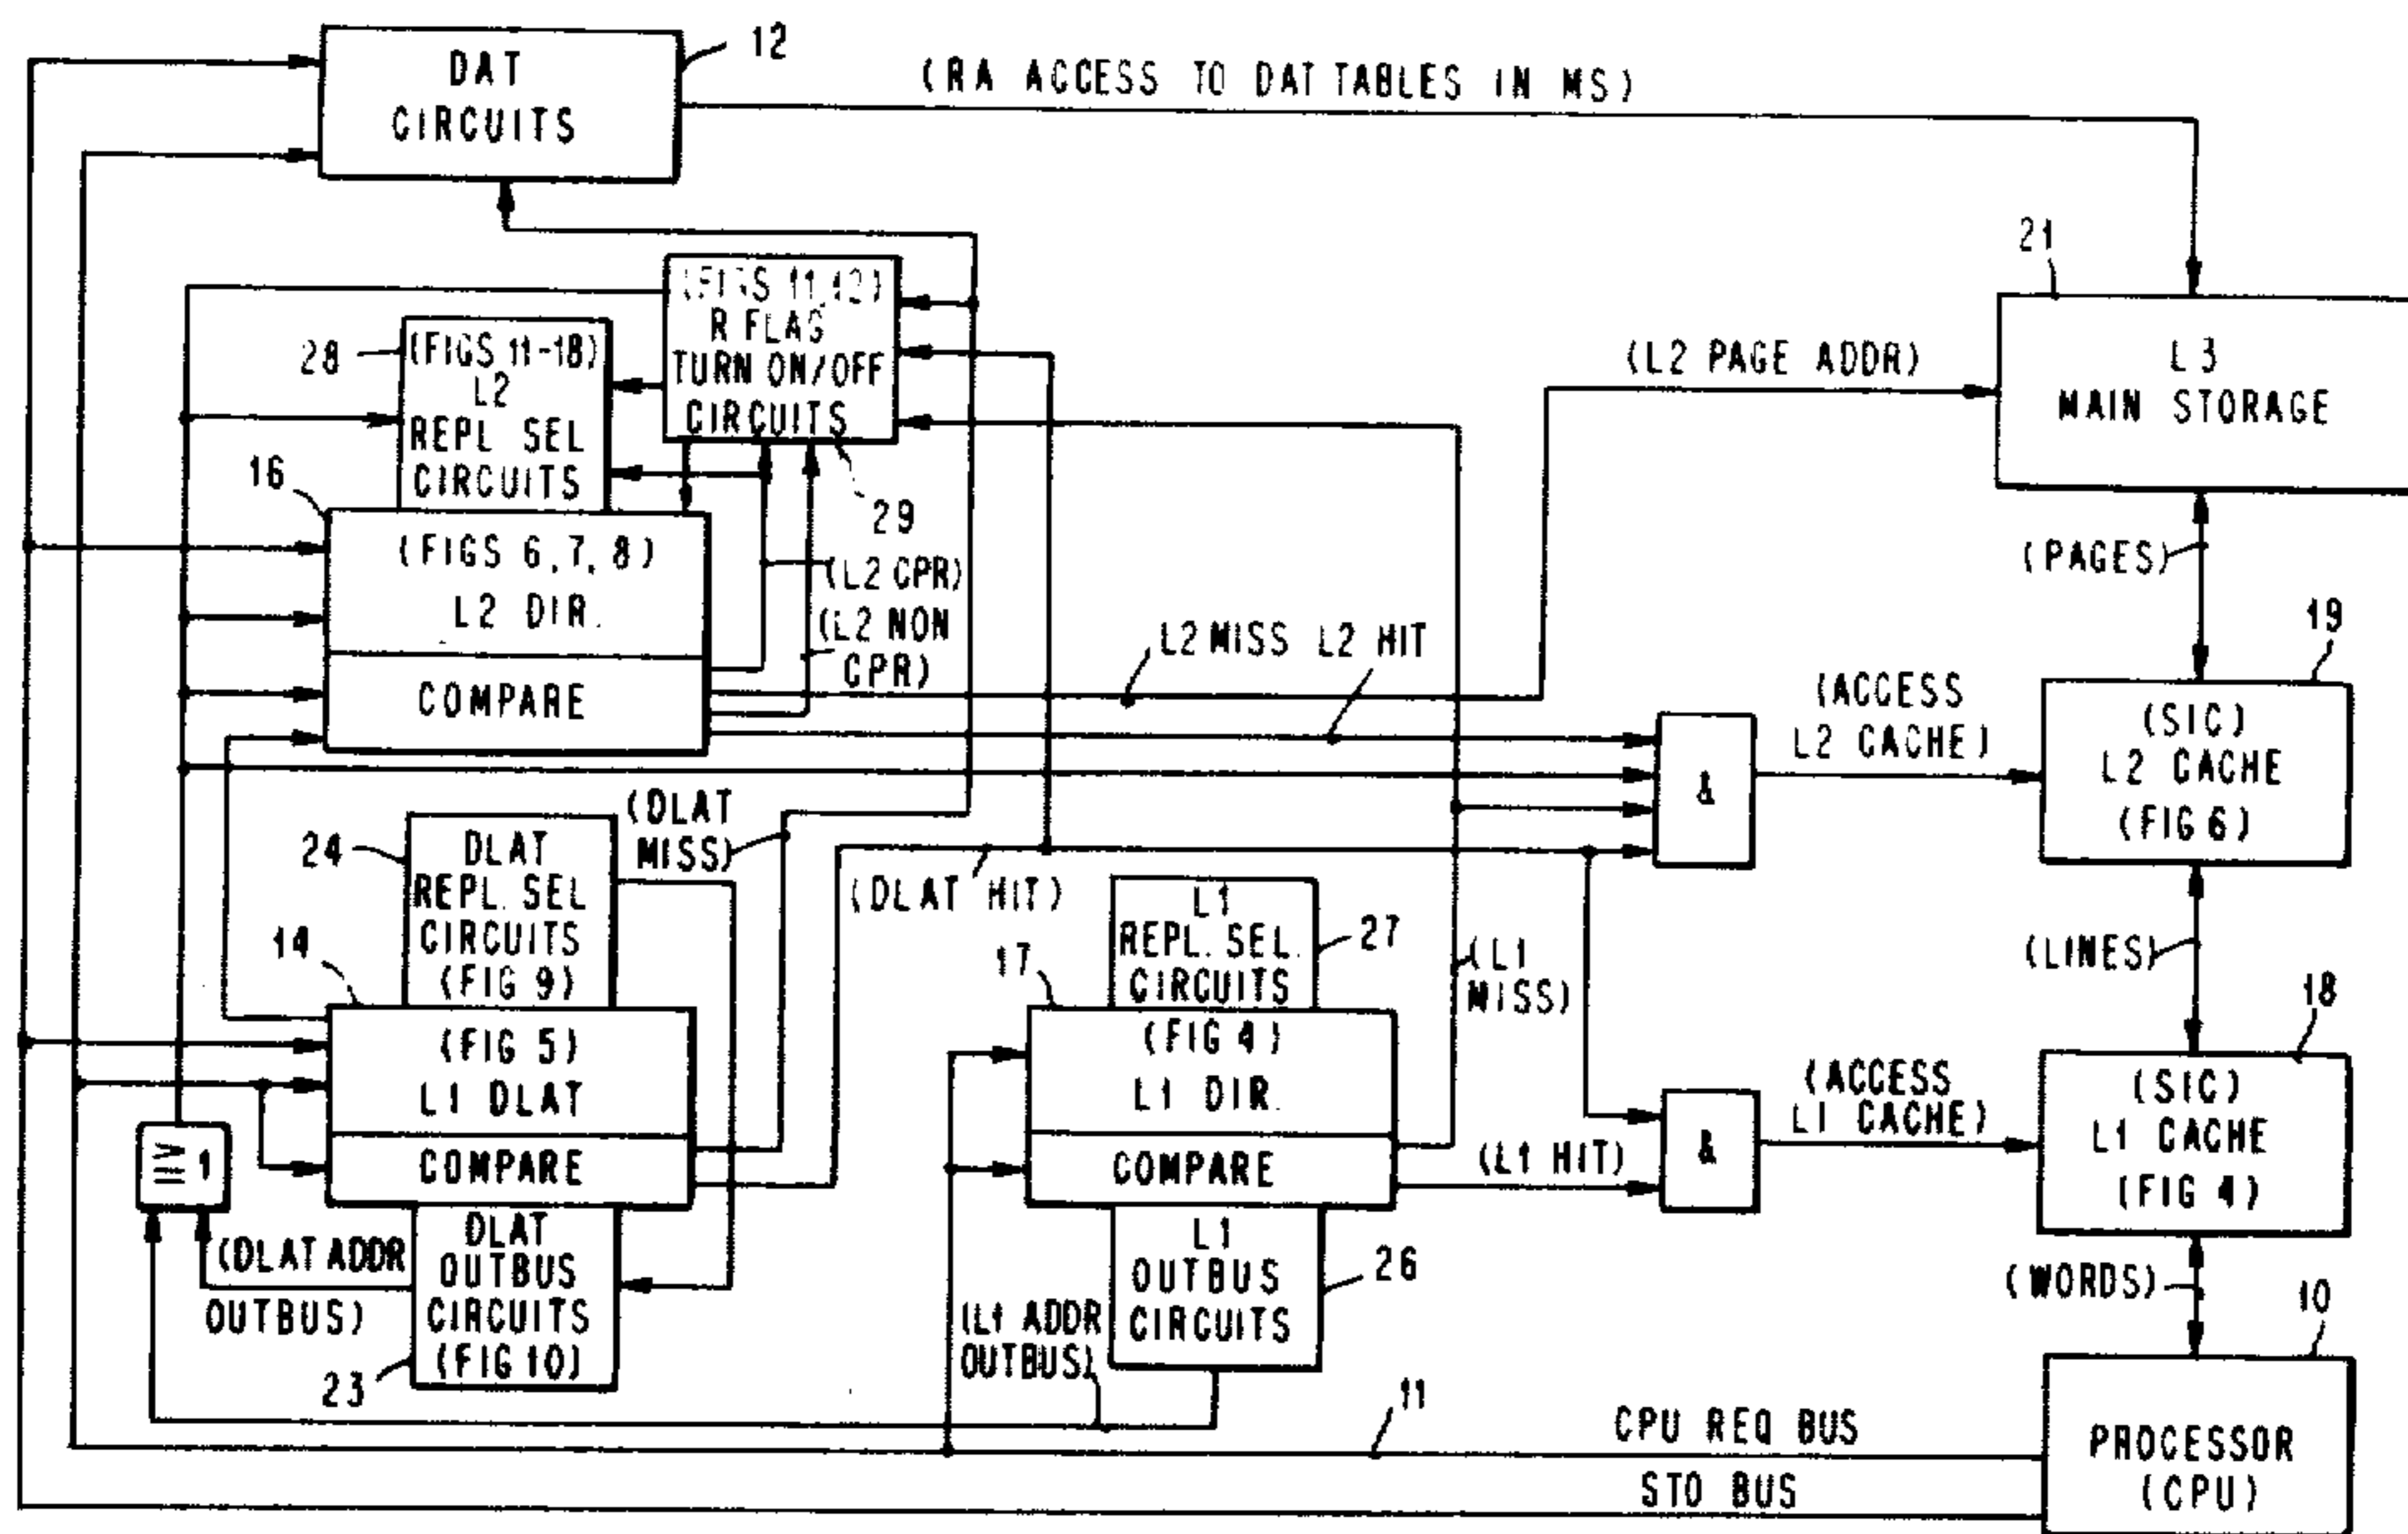 DAT
CIRCUITS
12
(RA ACCESS TO DAT TABLES IN MS)
21
L3
MAIN STORAGE
(L2 PAGE ADDR)
(FIGS 11,12)
R FLAG
TURN ON/OFF
CIRCUITS
29
28
(FIGS 11-18)
L2
REPL SEL
CIRCUITS
16
(FIGS 6,7,8)
L2 DIR.
COMPARE
(L2 CPR)
(L2 NON
CPR)
L2 MISS
L2 HIT
(PAGES)
19
(ACCESS
L2 CACHE)
&
(SIC)
L2 CACHE
(FIG 6)
24
DLAT
REPL. SEL
CIRCUITS
(FIG 9)
(DLAT
MISS)
(DLAT HIT)
14
(FIG 5)
L1 DLAT
COMPARE
≥1
(DLAT ADDR
OUTBUS)
DLAT
OUTBUS
CIRCUITS
(FIG 10)
23
L1
REPL. SEL.
CIRCUITS
27
17
(FIG 4)
L1 DIR.
COMPARE
(L1
MISS)
(L1 HIT)
L1
OUTBUS
CIRCUITS
26
(L1 ADDR
OUTBUS)
(LINES)
18
&
(ACCESS
L1 CACHE)
(SIC)
L1 CACHE
(FIG 4)
(WORDS)
10
11
CPU REQ BUS
STO BUS
PROCESSOR
(CPU)